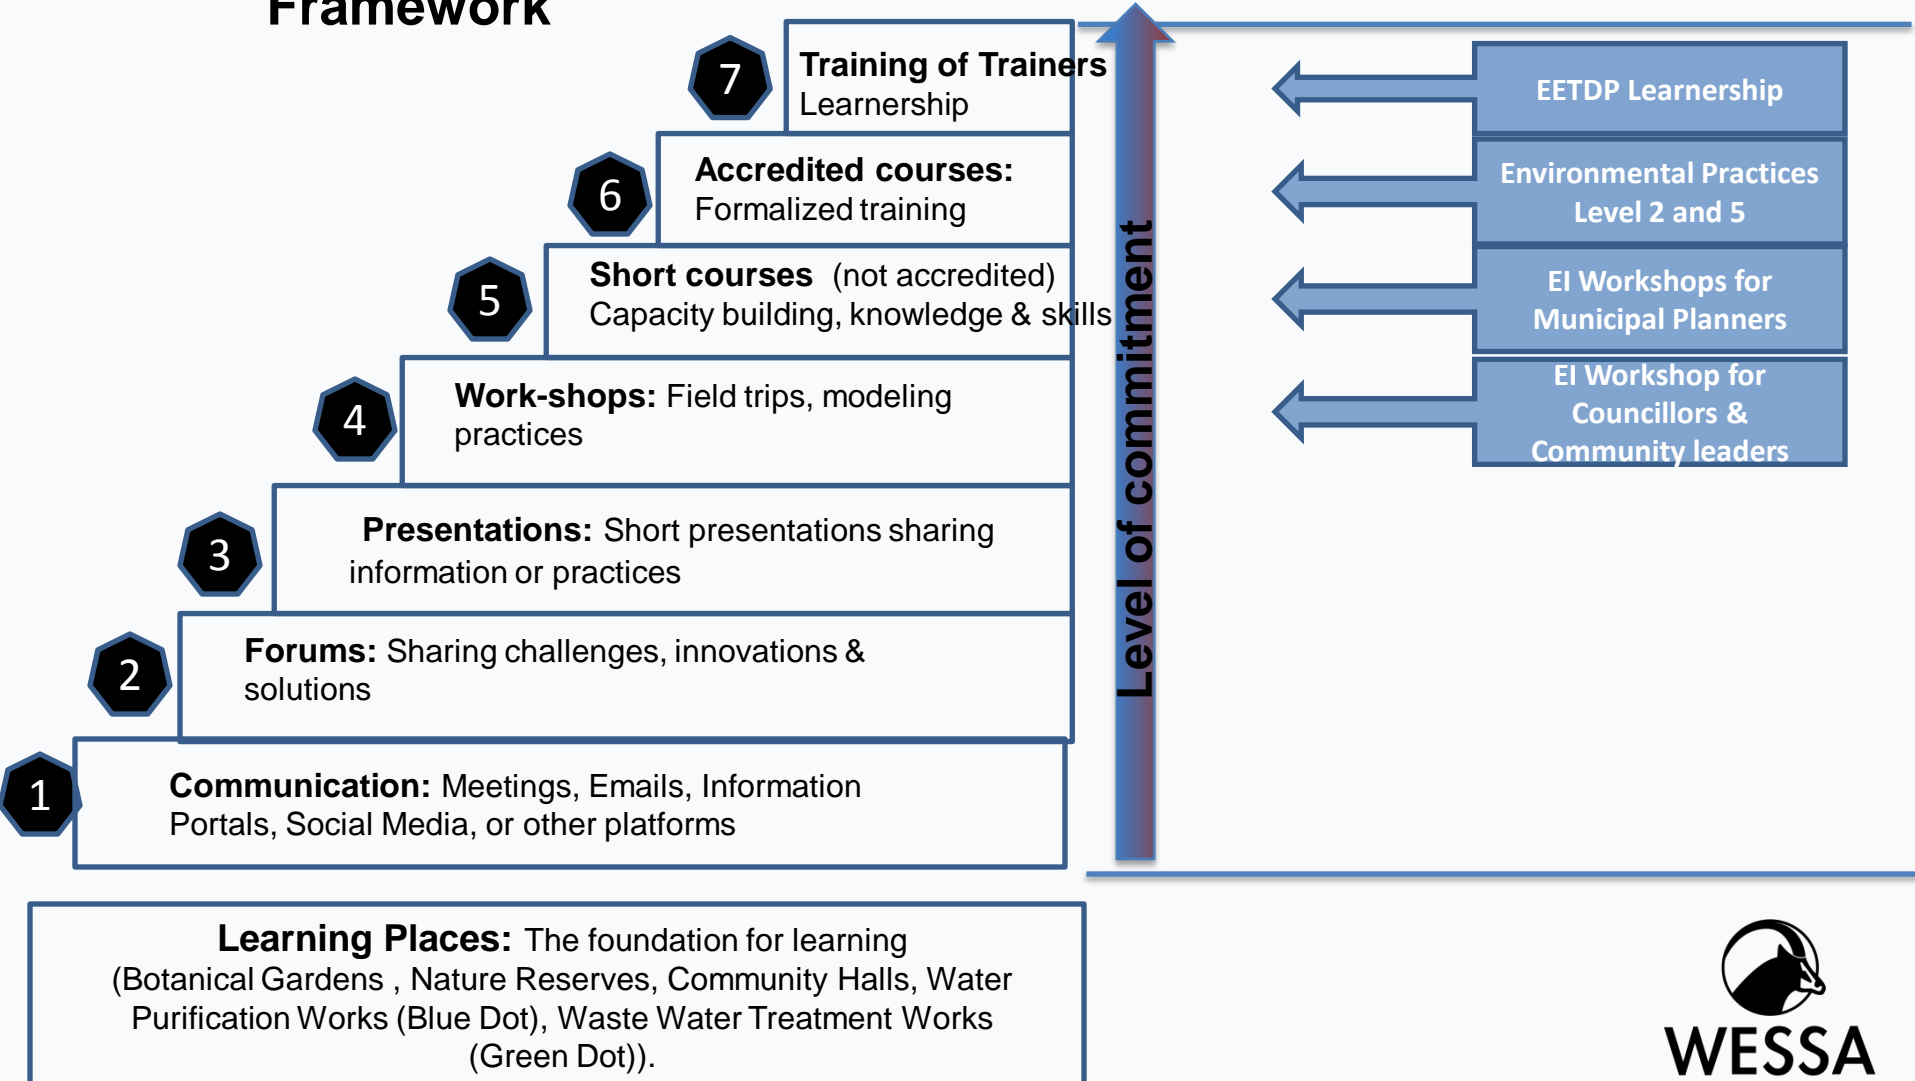 Framework
7
Training of Trainers
Learnership
6
Accredited courses:
Formalized training
5
Short courses (not accredited)
Capacity building, knowledge & skills
4
Work-shops: Field trips, modeling
practices
3
Presentations: Short presentations sharing
information or practices
2
Forums: Sharing challenges, innovations &
solutions
1
Communication: Meetings, Emails, Information
Portals, Social Media, or other platforms
Learning Places: The foundation for learning
(Botanical Gardens , Nature Reserves, Community Halls, Water
Purification Works (Blue Dot), Waste Water Treatment Works
(Green Dot)).
Level of commitment
EETDP Learnership
Environmental Practices
Level 2 and 5
EI Workshops for
Municipal Planners
EI Workshop for
Councillors &
Community leaders
WESSA